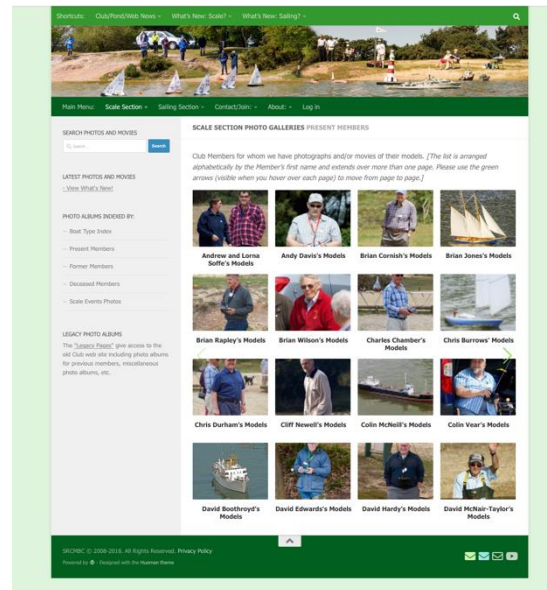 Shortcuts: Club/Pond/Web News - What's New: Scale? - What's New: Sailing? -
Main Menu: Scale Section - Sailing Section - Contact/Join: - About: - Log in
SEARCH PHOTOS AND MOVIES
Search
LATEST PHOTOS AND MOVIES
- View What's New!
PHOTO ALBUMS INDEXED BY:
– Boat Type Index
– Present Members
– Former Members
– Deceased Members
– Scale Events Photos
LEGACY PHOTO ALBUMS
The "Legacy Pages" give access to the
old Club web site including photo albums
for previous members, miscellaneous
photo albums, etc.
SCALE SECTION PHOTO GALLERIES PRESENT MEMBERS
Club Members for whom we have photographs and/or movies of their models. [The list is arranged
alphabetically by the Member's first name and extends over more than one page. Please use the green
arrows (visible when you hover over each page) to move from page to page.]
Andrew and Lorna
Soffe's Models
Andy Davis's Models
Brian Cornish's Models
Brian Jones's Models
Brian Rapley's Models
Brian Wilson's Models
Charles Chamber's
Models
Chris Burrows' Models
Chris Durham's Models
Cliff Newell's Models
Colin McNeill's Models
Colin Vear's Models
David Boothroyd's
Models
David Edwards's Models
David Hardy's Models
David McNair-Taylor's
Models
SRCMBC © 2008-2018. All Rights Reserved. Privacy Policy
Powered by - Designed with the Hueman theme